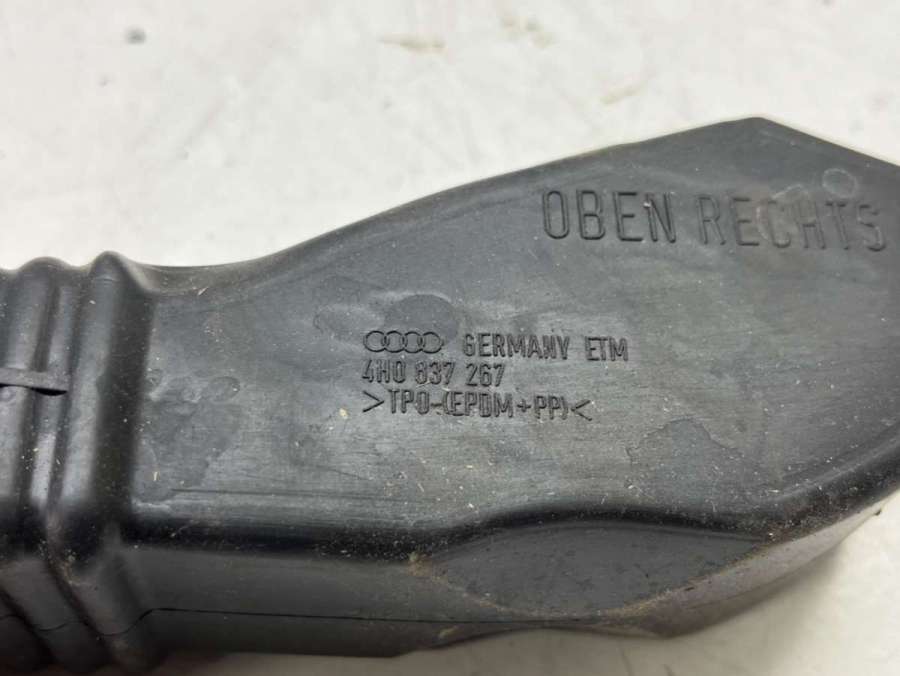 OBEN RECHTS
GERMANY ETM
4H0 837 267
>TPO-(EPDM+PP)<